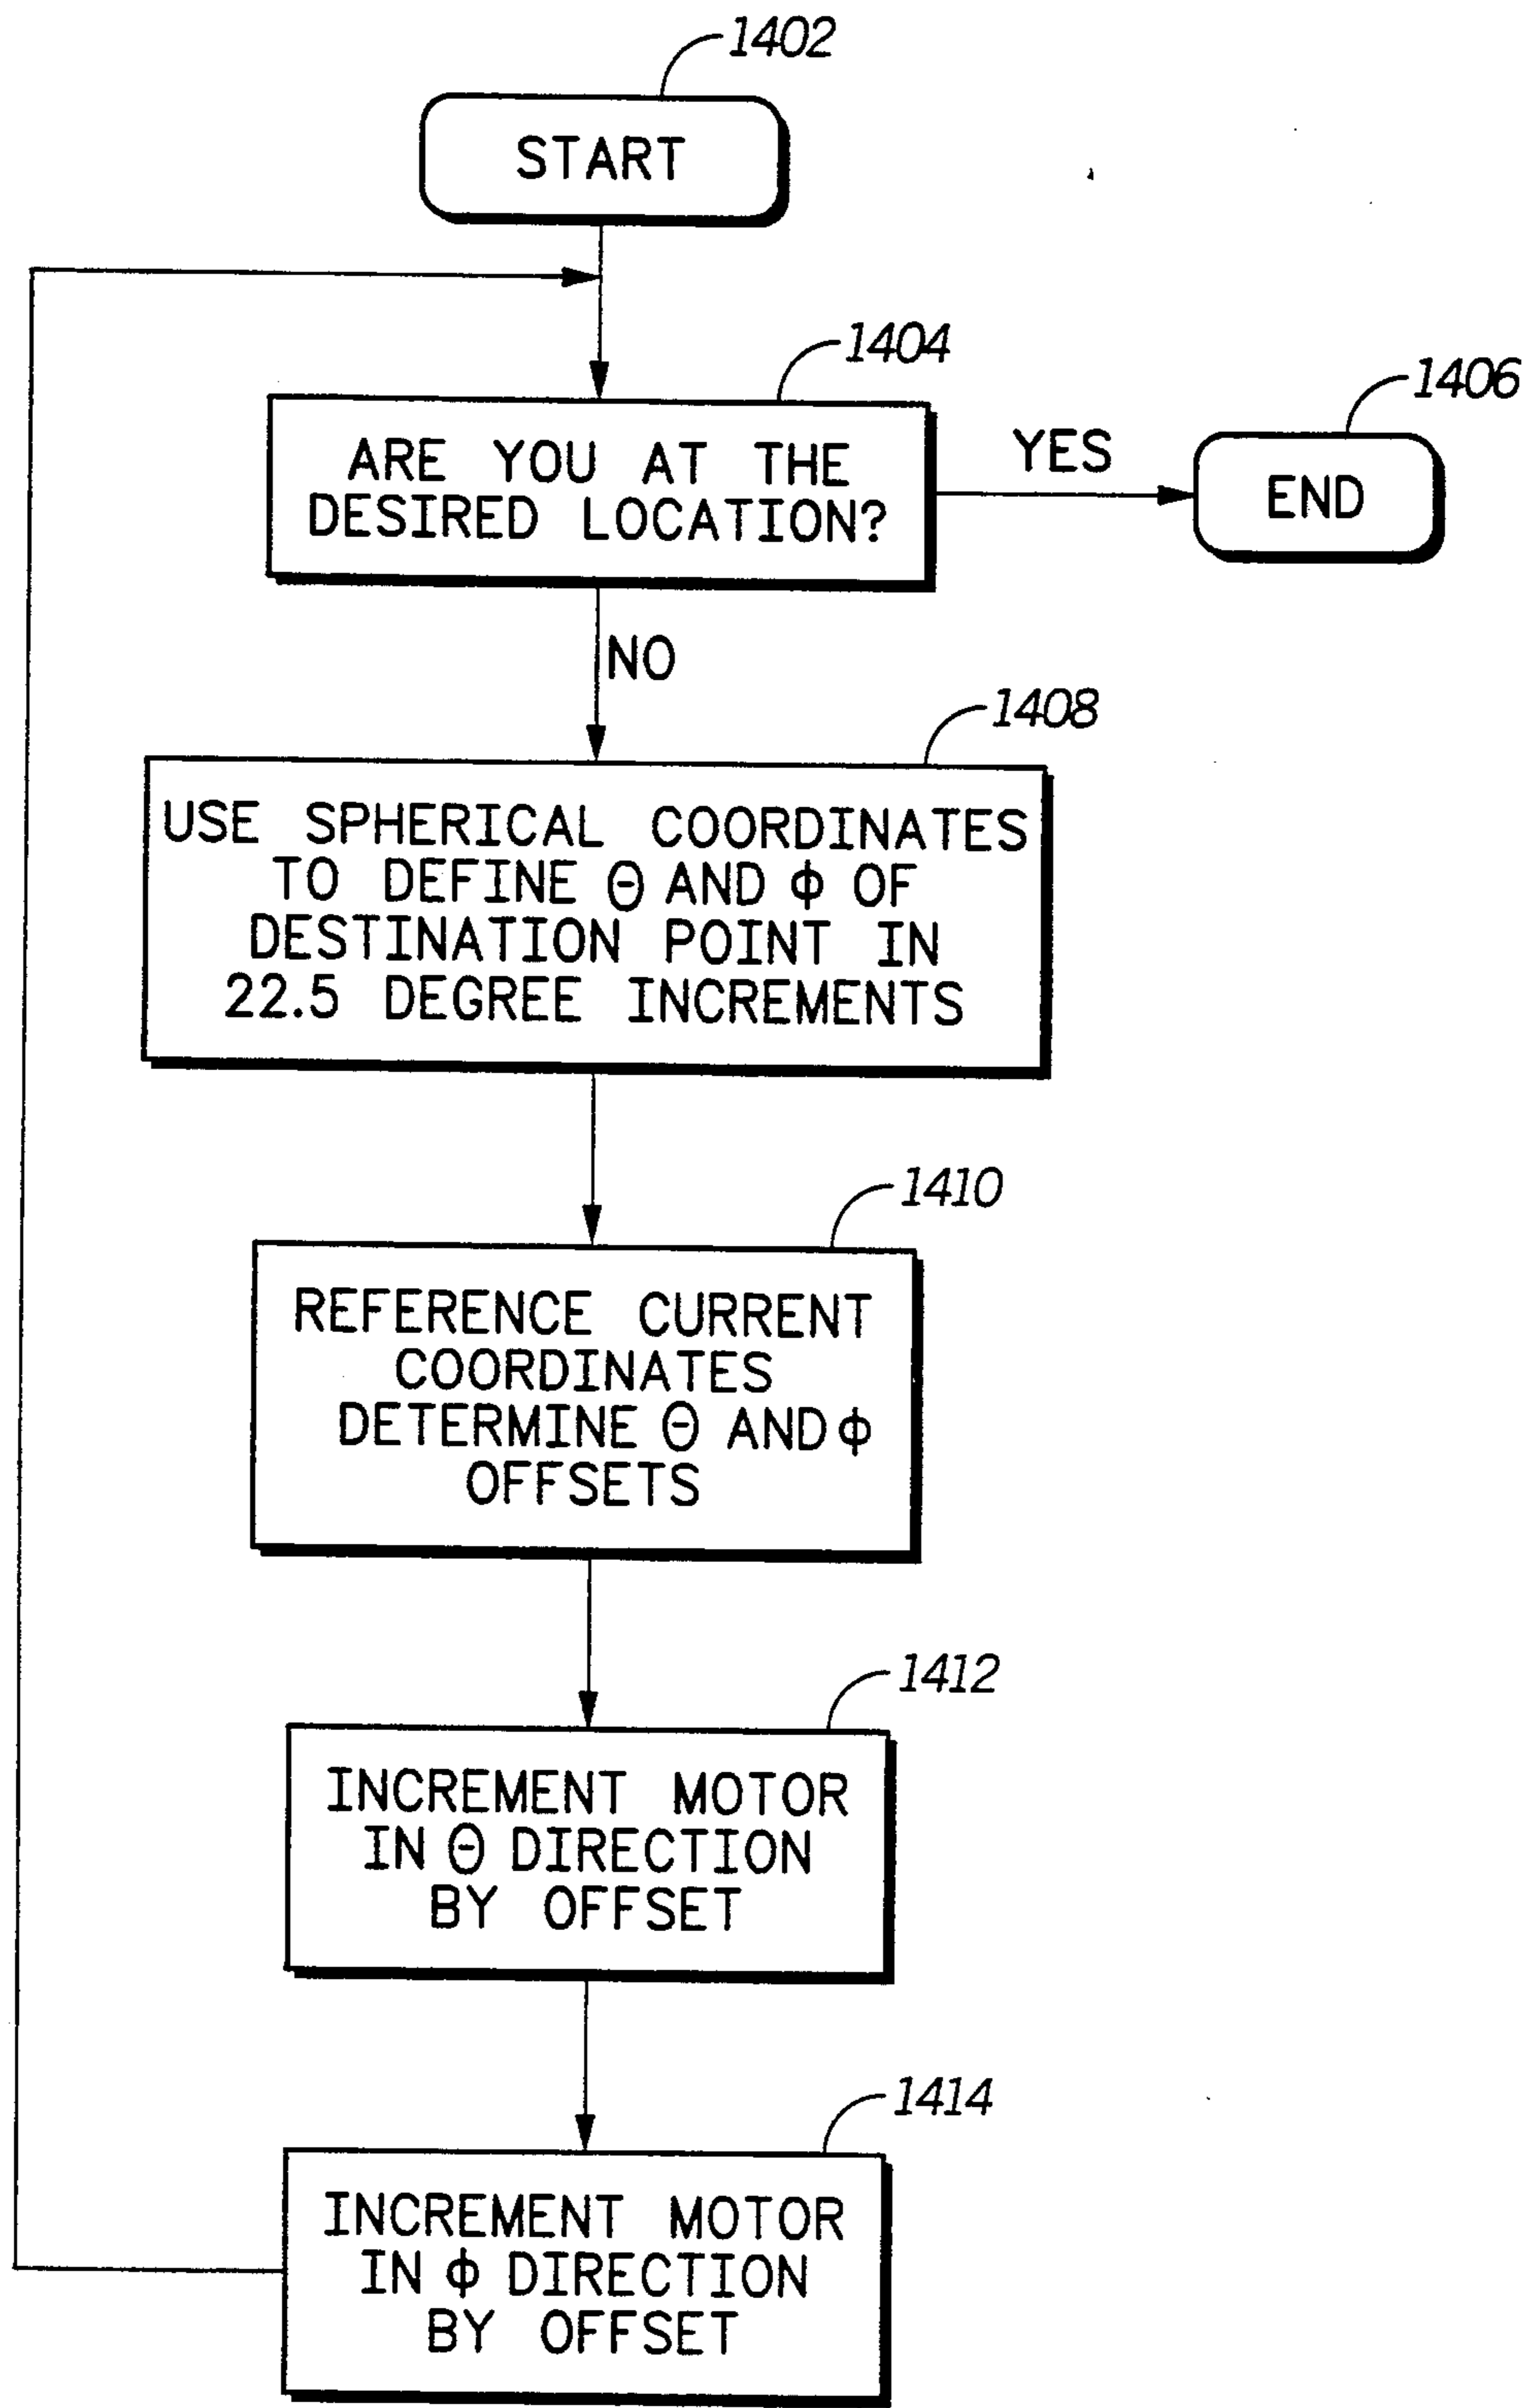 1402
START
1404
ARE YOU AT THE
DESIRED LOCATION?
YES
1406
END
NO
1408
USE SPHERICAL COORDINATES
TO DEFINE Θ AND Φ OF
DESTINATION POINT IN
22.5 DEGREE INCREMENTS
1410
REFERENCE CURRENT
COORDINATES
DETERMINE Θ AND Φ
OFFSETS
1412
INCREMENT MOTOR
IN Θ DIRECTION
BY OFFSET
1414
INCREMENT MOTOR
IN Φ DIRECTION
BY OFFSET